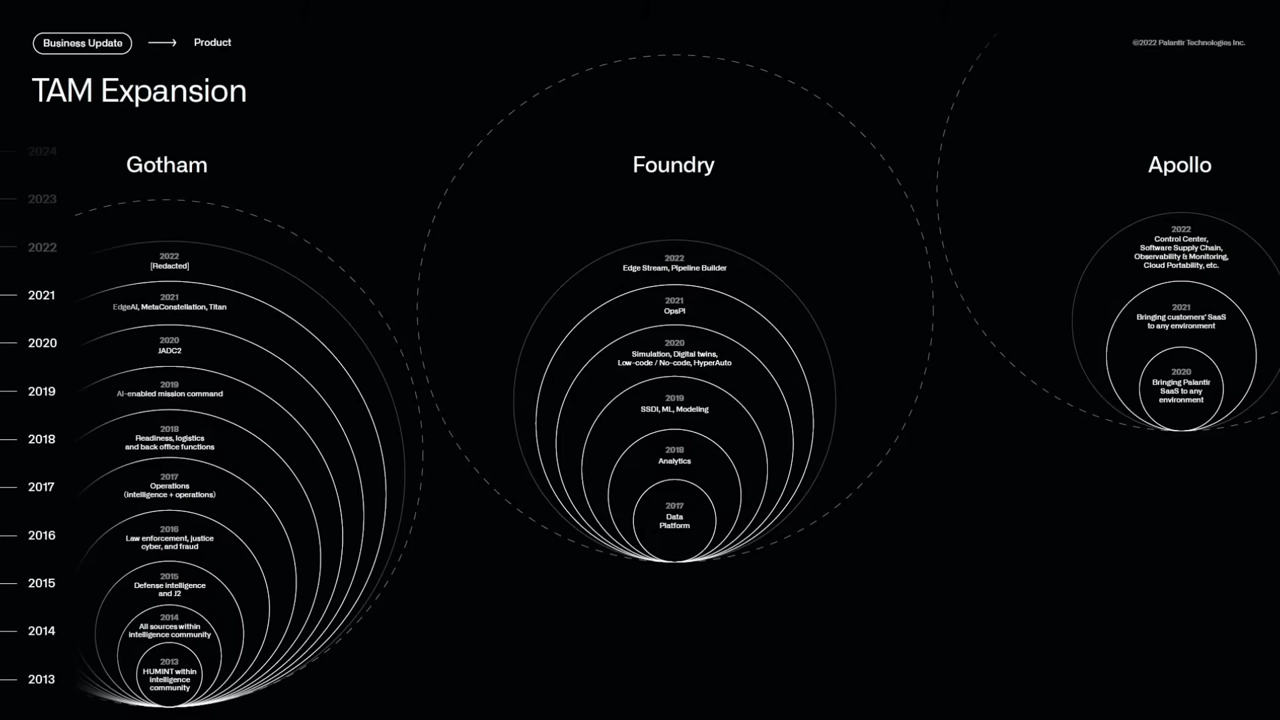 Business Update
Product
©2022 Palantir Technologies Inc.
TAM Expansion
2024
2023
2022
2021
2020
2019
2018
2017
2016
2015
2014
2013
Gotham
2022
[Redacted]
2021
EdgeAI, MetaConstellation, Titan
2020
JADC2
2019
AI-enabled mission command
2018
Readiness, logistics
and back office functions
2017
Operations
(intelligence + operations)
2016
Law enforcement, justice
cyber, and fraud
2015
Defense intelligence
and J2
2014
All sources within
intelligence community
2013
HUMINT within
intelligence
community
Foundry
2022
Edge Stream, Pipeline Builder
2021
OpsPI
2020
Simulation, Digital twins,
Low-code / No-code, HyperAuto
2019
SSDI, ML, Modeling
2018
Analytics
2017
Data
Platform
Apollo
2022
Control Center,
Software Supply Chain,
Observability & Monitoring,
Cloud Portability, etc.
2021
Bringing customers' SaaS
to any environment
2020
Bringing Palantir
SaaS to any
environment